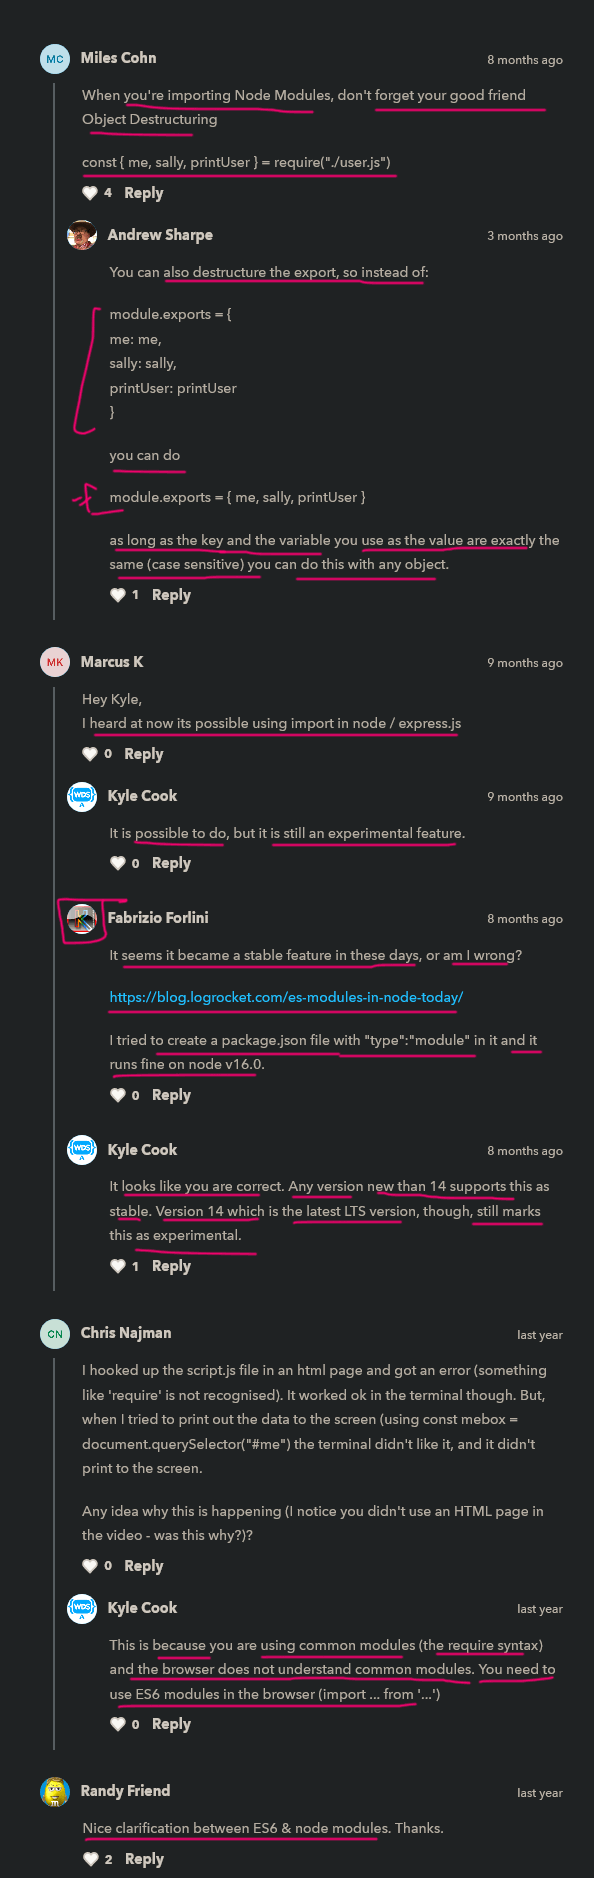 MC Miles Cohn 8 months ago
When you're importing Node Modules, don't forget your good friend
Object Destructuring
const { me, sally, printUser } = require("./user.js")
4 Reply
Andrew Sharpe 3 months ago
You can also destructure the export, so instead of:
module.exports = {
me: me,
sally: sally,
printUser: printUser
}
you can do
module.exports = { me, sally, printUser }
as long as the key and the variable you use as the value are exactly the
same (case sensitive) you can do this with any object.
1 Reply
MK Marcus K 9 months ago
Hey Kyle,
I heard at now its possible using import in node / express.js
0 Reply
WDS Kyle Cook 9 months ago
It is possible to do, but it is still an experimental feature.
0 Reply
Fabrizio Forlini 8 months ago
It seems it became a stable feature in these days, or am I wrong?
https://blog.logrocket.com/es-modules-in-node-today/
I tried to create a package.json file with "type":"module" in it and it
runs fine on node v16.0.
0 Reply
WDS Kyle Cook 8 months ago
It looks like you are correct. Any version new than 14 supports this as
stable. Version 14 which is the latest LTS version, though, still marks
this as experimental.
1 Reply
CN Chris Najman last year
I hooked up the script.js file in an html page and got an error (something
like 'require' is not recognised). It worked ok in the terminal though. But,
when I tried to print out the data to the screen (using const mebox =
document.querySelector("#me") the terminal didn't like it, and it didn't
print to the screen.
Any idea why this is happening (I notice you didn't use an HTML page in
the video - was this why?)?
0 Reply
WDS Kyle Cook last year
This is because you are using common modules (the require syntax)
and the browser does not understand common modules. You need to
use ES6 modules in the browser (import ... from '...')
0 Reply
Randy Friend last year
Nice clarification between ES6 & node modules. Thanks.
2 Reply